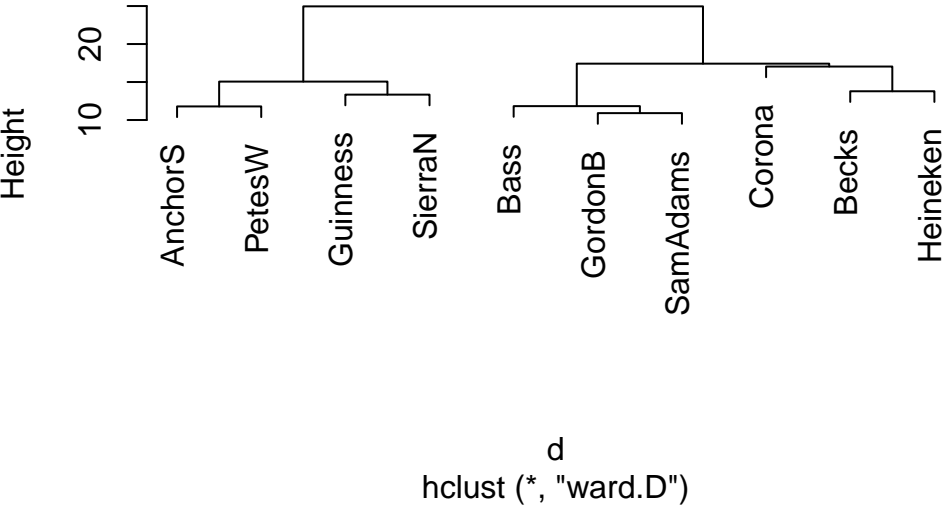 Height
20
10
AnchorS
PetesW
Guinness
SierraN
Bass
GordonB
SamAdams
Corona
Becks
Heineken
d
hclust (*, "ward.D")